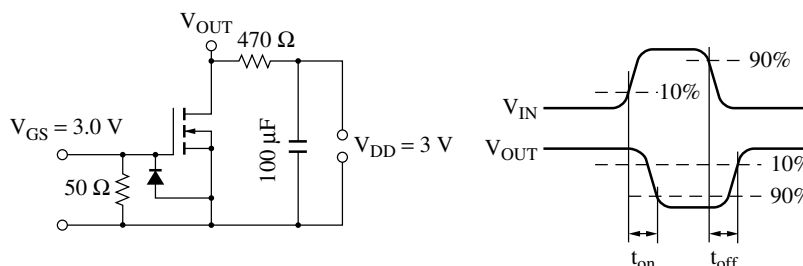 V_OUT
470 Ω
V_GS = 3.0 V
50 Ω
100 µF
V_DD = 3 V
90%
10%
V_IN
V_OUT
10%
90%
t_on
t_off